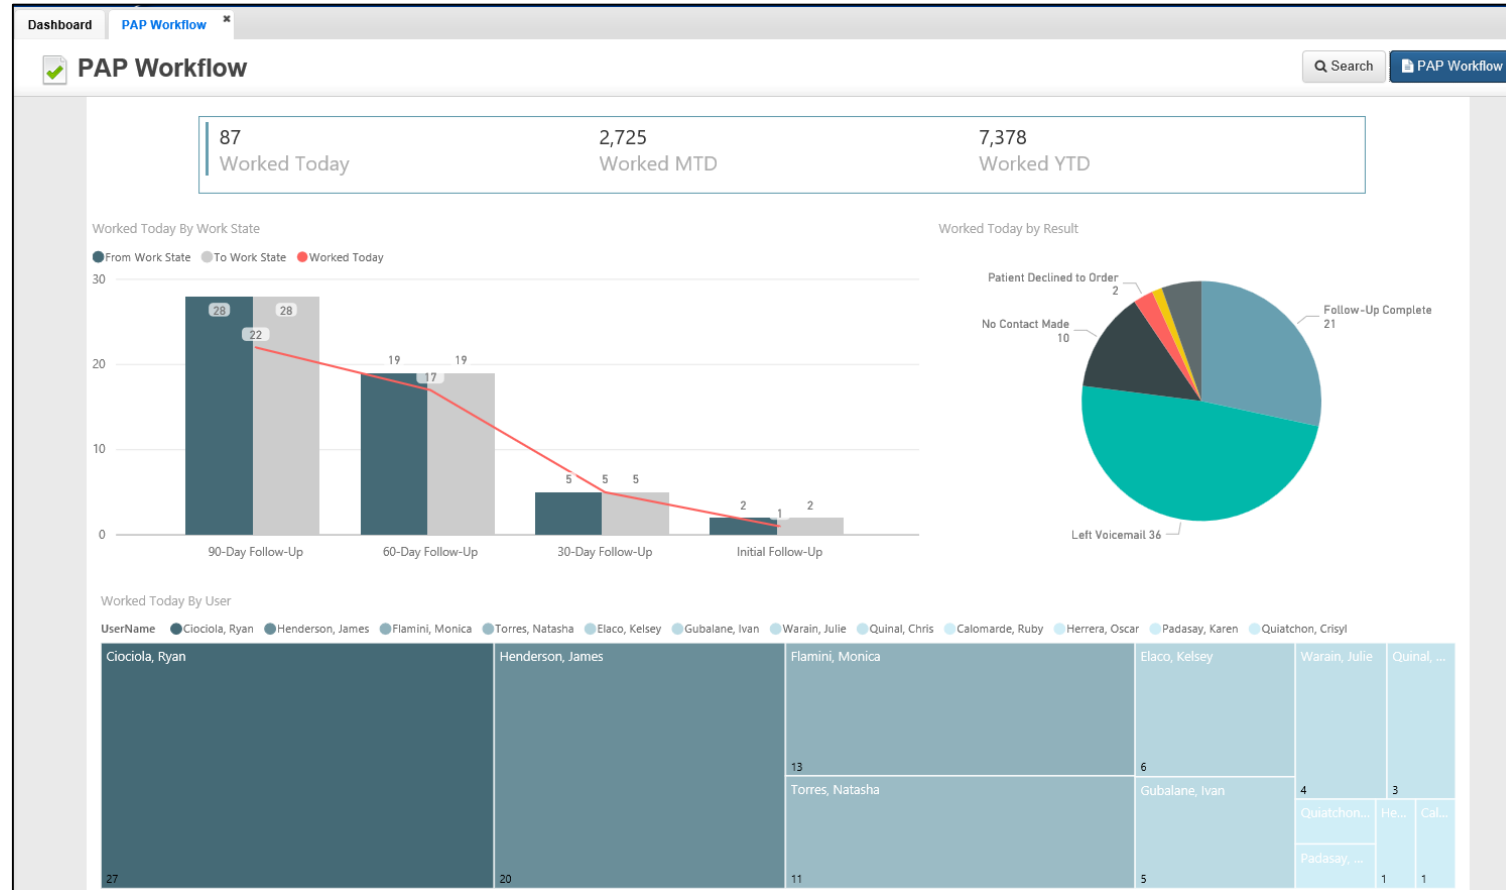 Dashboard
PAP Workflow
PAP Workflow
Search
PAP Workflow
87
Worked Today
2,725
Worked MTD
7,378
Worked YTD
Worked Today By Work State
From Work State To Work State Worked Today
30
20
10
0
28
28
22
19
19
17
5
5
5
2
1
2
90-Day Follow-Up
60-Day Follow-Up
30-Day Follow-Up
Initial Follow-Up
Worked Today by Result
Patient Declined to Order
2
No Contact Made
10
Follow-Up Complete
21
Left Voicemail 36
Worked Today By User
UserName Ciociola, Ryan Henderson, James Flamini, Monica Torres, Natasha Elaco, Kelsey Gubalane, Ivan Warain, Julie Quinal, Chris Calomarde, Ruby Herrera, Oscar Padasay, Karen Quiatchon, Crisyl
Ciociola, Ryan
27
Henderson, James
20
Flamini, Monica
13
Torres, Natasha
11
Elaco, Kelsey
6
Gubalane, Ivan
5
Warain, Julie
4
Quinal, ...
3
Quiatchon...
Padasay, ...
He...
1
Cal...
1